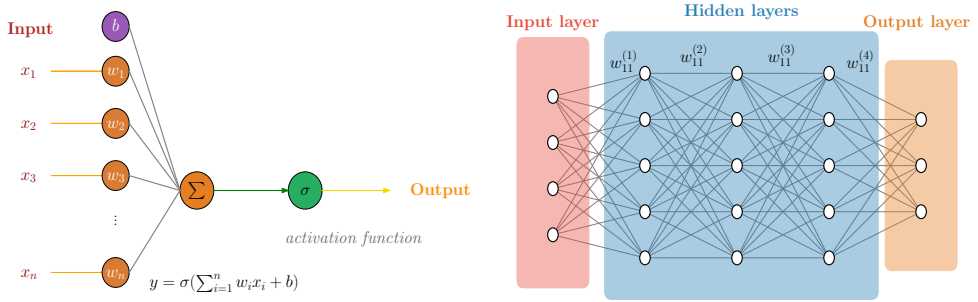 Input
b
x₁ w₁
x₂ w₂
x₃ w₃
⋮
xₙ wₙ
Σ
σ
Output
activation function
y = σ(∑ⁿᵢ₌₁ wᵢxᵢ + b)
Input layer
Hidden layers
Output layer
w₁₁⁽¹⁾ w₁₁⁽²⁾ w₁₁⁽³⁾ w₁₁⁽⁴⁾